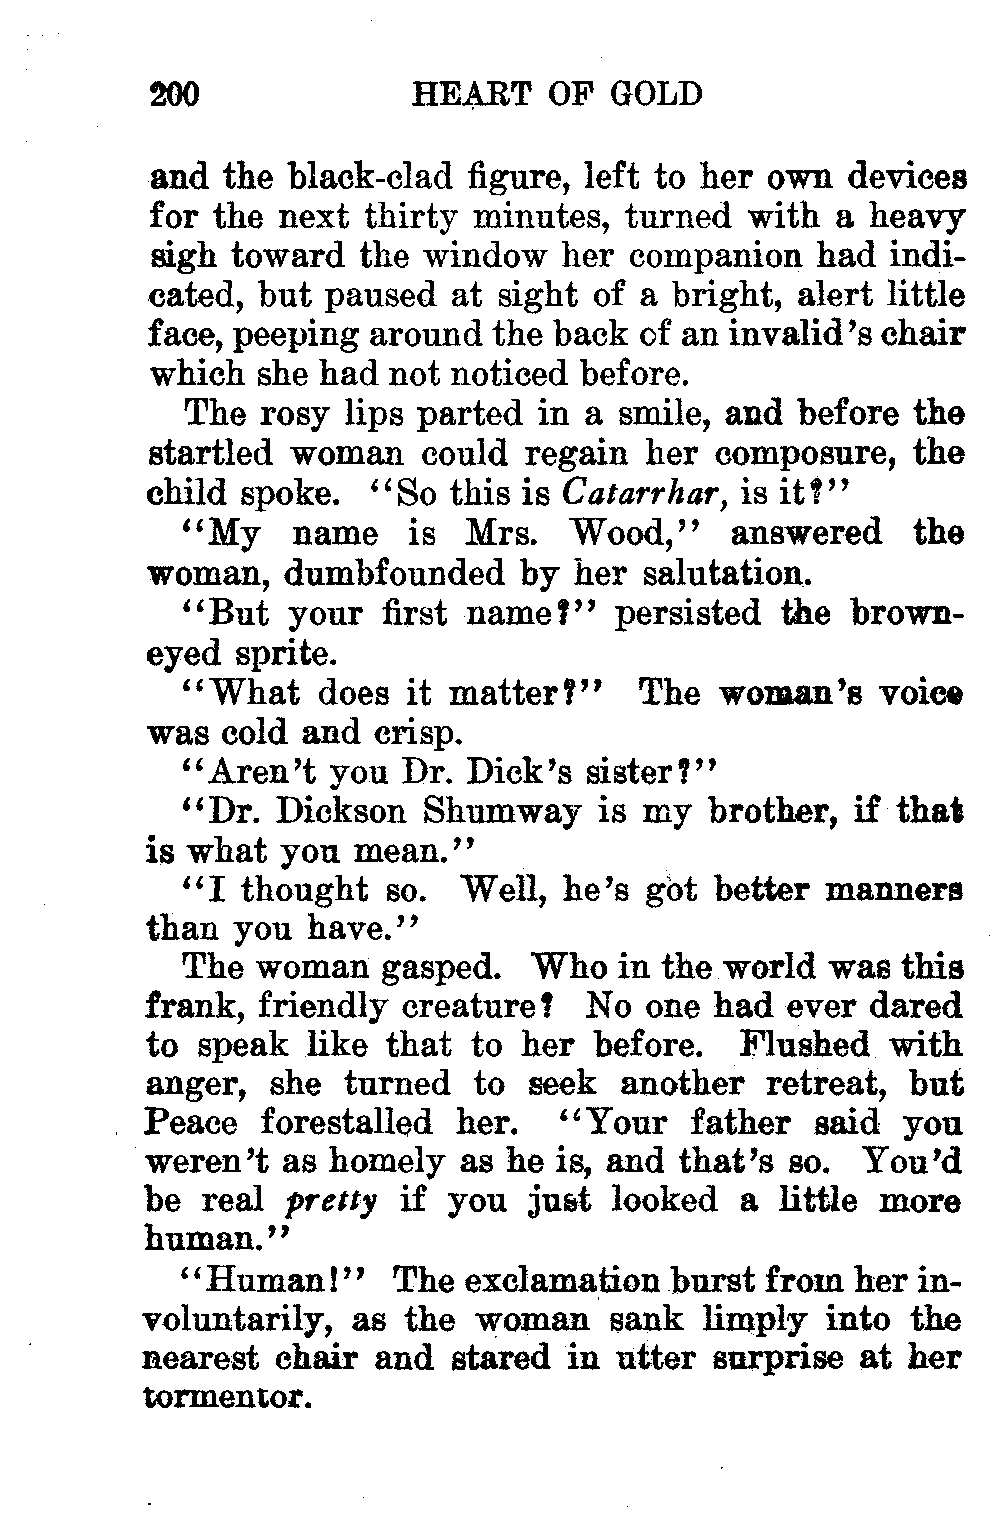 200 HEART OF GOLD
and the black-clad figure, left to her own devices
for the next thirty minutes, turned with a heavy
sigh toward the window her companion had indi-
cated, but paused at sight of a bright, alert little
face, peeping around the back of an invalid's chair
which she had not noticed before.
The rosy lips parted in a smile, and before the
startled woman could regain her composure, the
child spoke. "So this is Catarrhar, is it?"
"My name is Mrs. Wood," answered the
woman, dumbfounded by her salutation.
"But your first name?" persisted the brown-
eyed sprite.
"What does it matter?" The woman's voice
was cold and crisp.
"Aren't you Dr. Dick's sister?"
"Dr. Dickson Shumway is my brother, if that
is what you mean."
"I thought so. Well, he's got better manners
than you have."
The woman gasped. Who in the world was this
frank, friendly creature? No one had ever dared
to speak like that to her before. Flushed with
anger, she turned to seek another retreat, but
Peace forestalled her. "Your father said you
weren't as homely as he is, and that's so. You'd
be real pretty if you just looked a little more
human."
"Human!" The exclamation burst from her in-
voluntarily, as the woman sank limply into the
nearest chair and stared in utter surprise at her
tormentor.